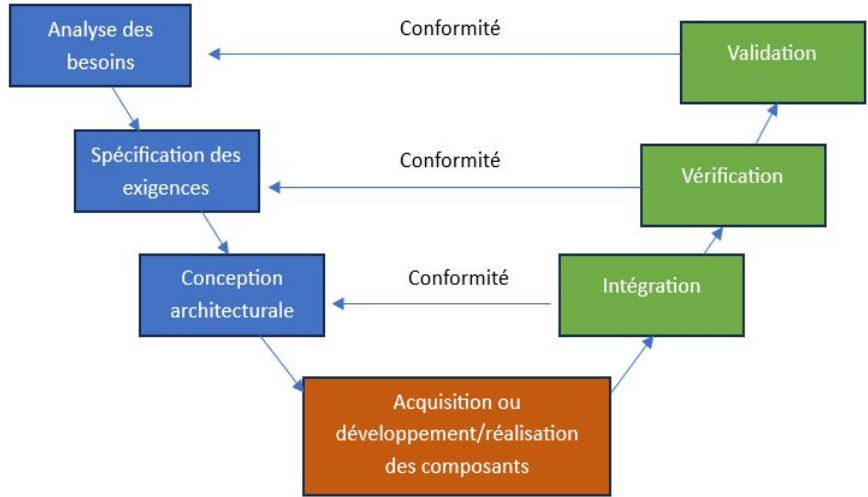 Analyse des
besoins
Conformité
Validation
Spécification des
exigences
Conformité
Vérification
Conception
architecturale
Conformité
Intégration
Acquisition ou
développement/réalisation
des composants